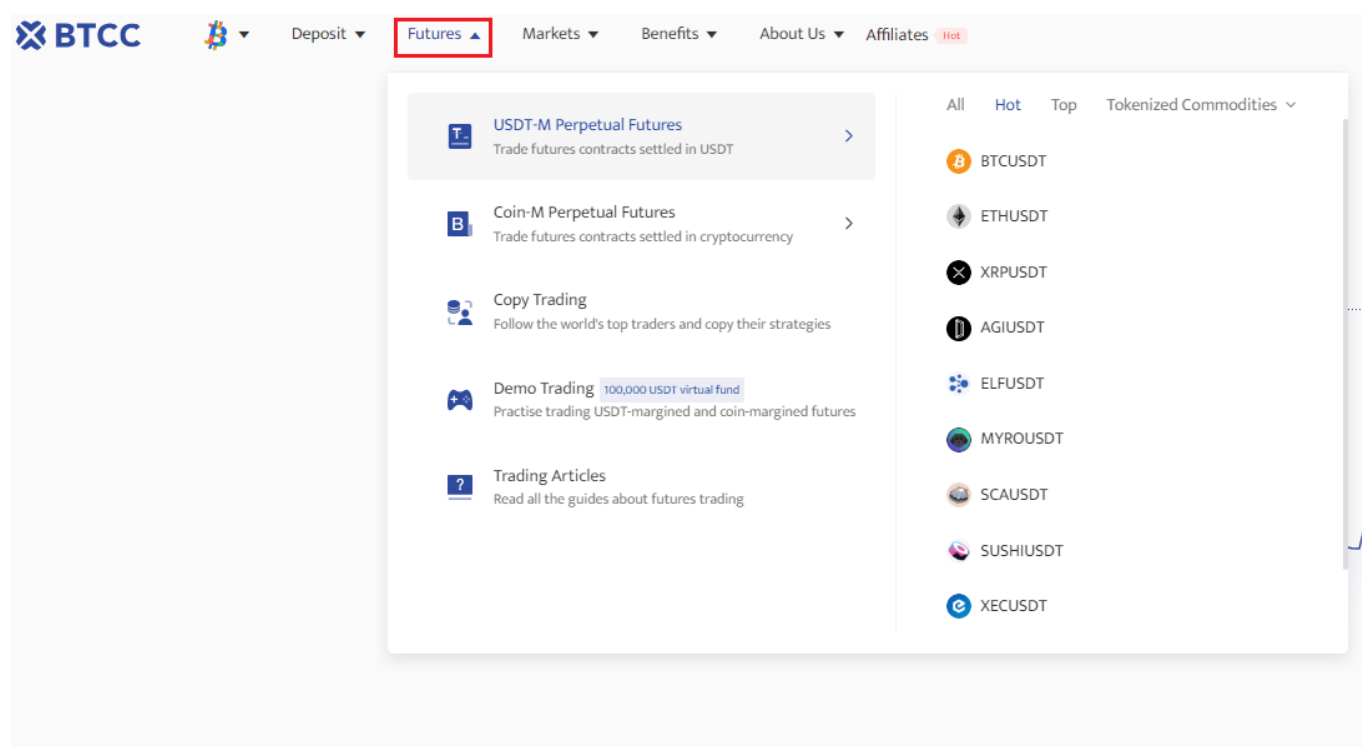 BTCC
Deposit
Futures
Markets
Benefits
About Us
Affiliates
Hot
USDT-M Perpetual Futures
Trade futures contracts settled in USDT
Coin-M Perpetual Futures
Trade futures contracts settled in cryptocurrency
Copy Trading
Follow the world's top traders and copy their strategies
Demo Trading 100,000 USDT virtual fund
Practise trading USDT-margined and coin-margined futures
Trading Articles
Read all the guides about futures trading
All Hot Top Tokenized Commodities
BTCUSDT
ETHUSDT
XRPUSDT
AGIUSDT
ELFUSDT
MYROUSDT
SCAUSDT
SUSHIUSDT
XECUSDT